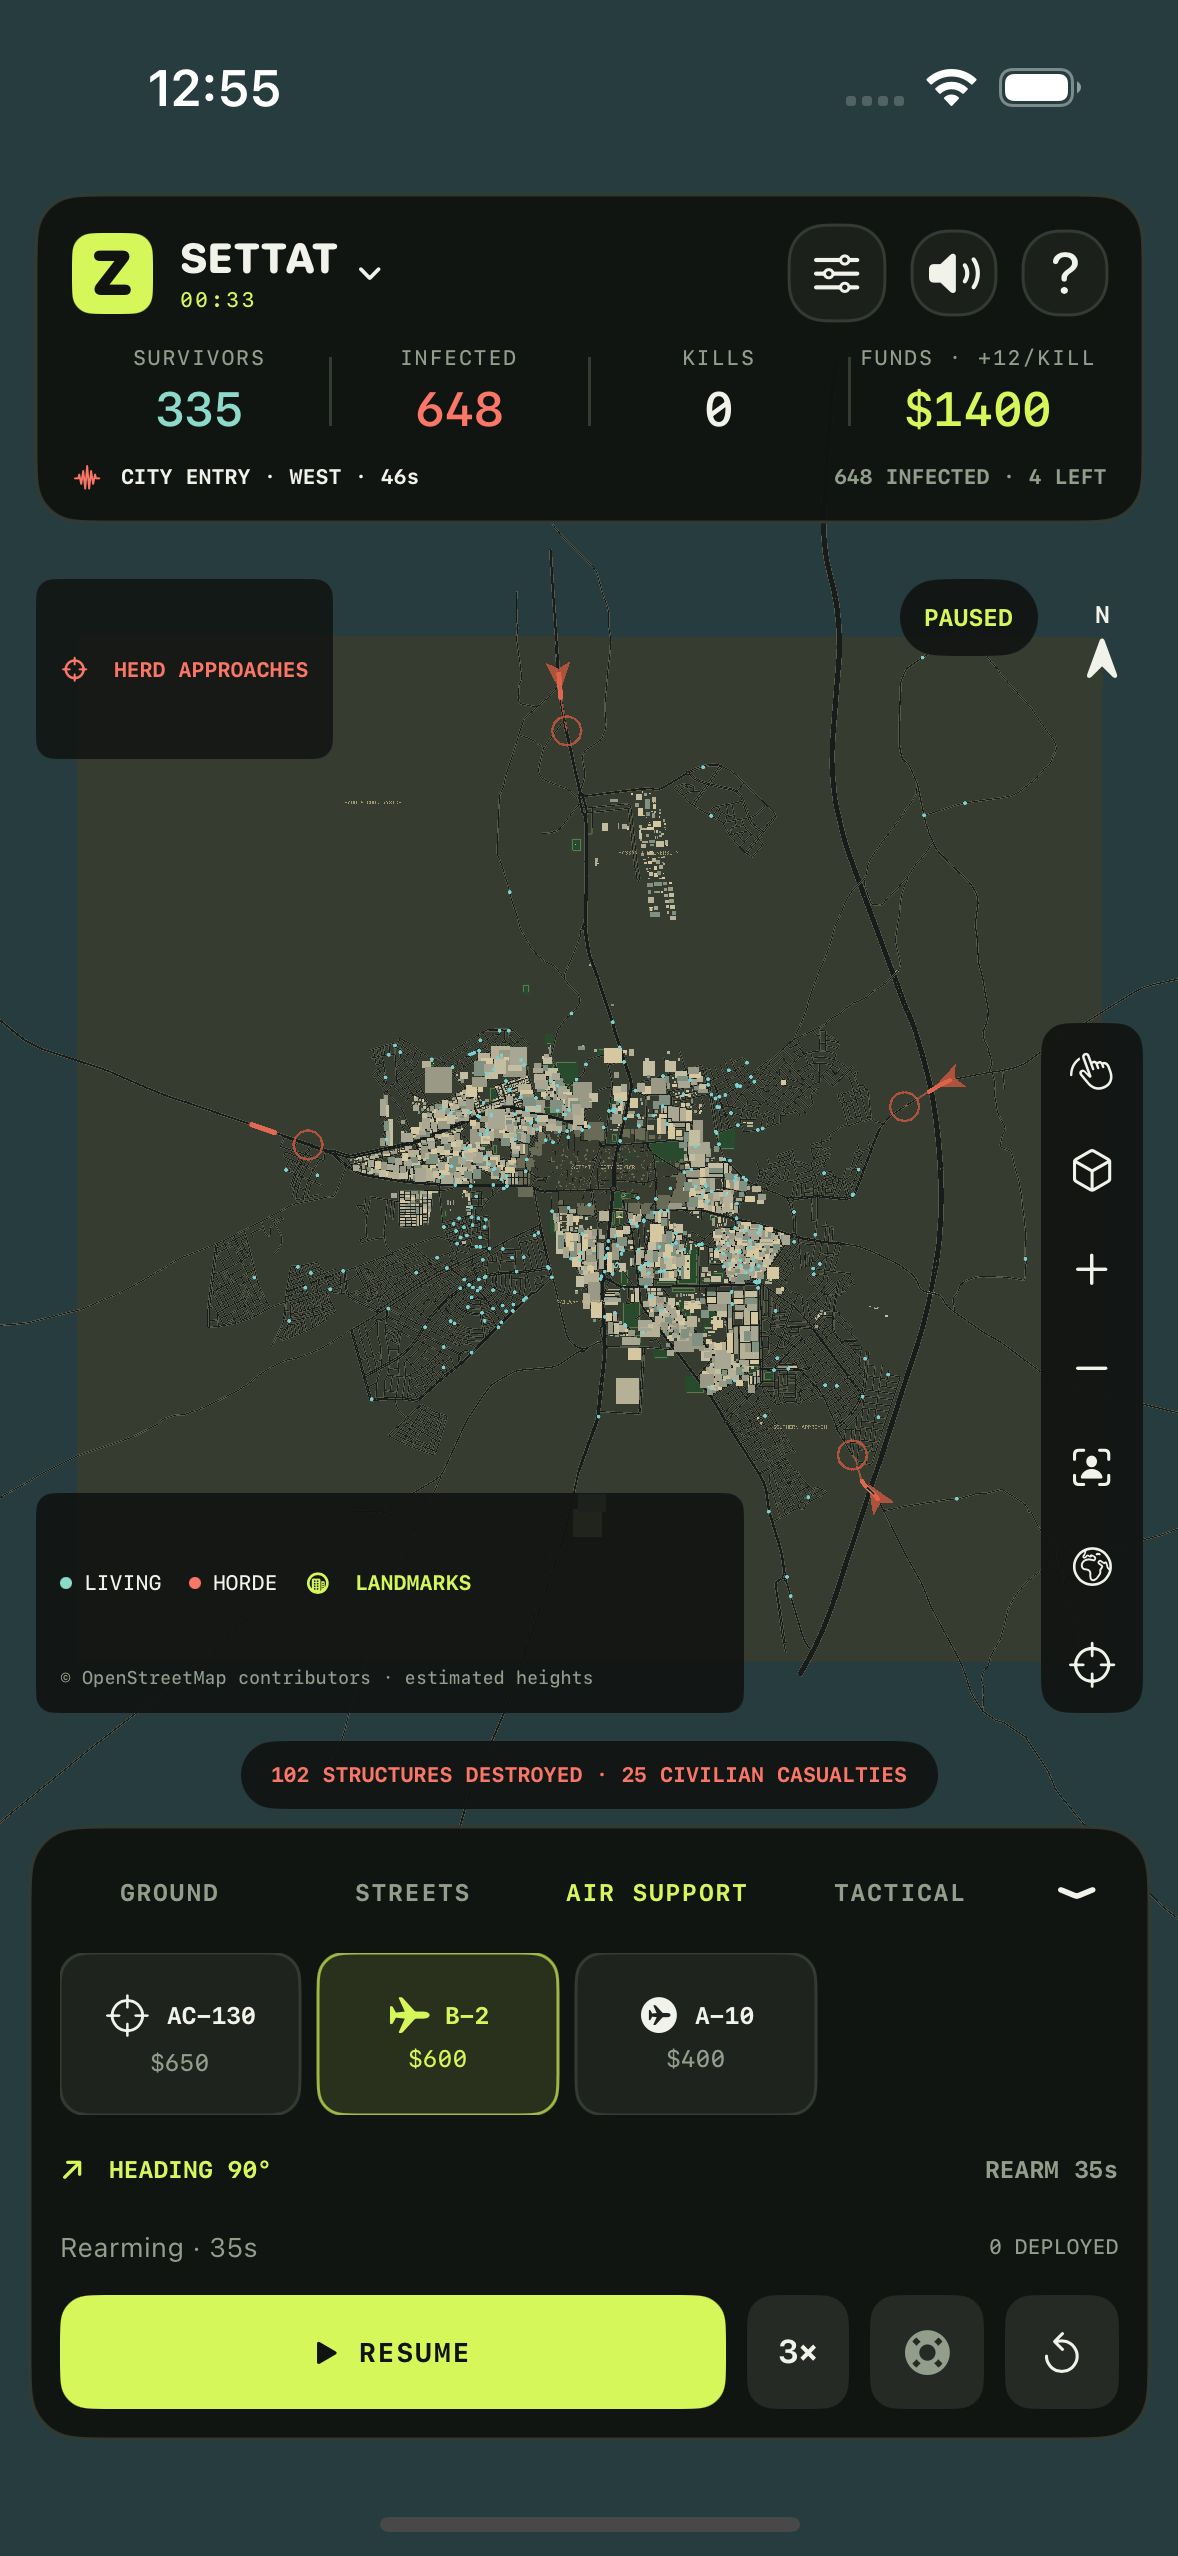 12:55
Z
SETTAT
00:33
?
SURVIVORS
335
INFECTED
648
KILLS
0
FUNDS · +12/KILL
$1400
CITY ENTRY · WEST · 46s
648 INFECTED · 4 LEFT
HERD APPROACHES
PAUSED
N
SOUTHERN APPROACH
LIVING
HORDE
LANDMARKS
© OpenStreetMap contributors · estimated heights
102 STRUCTURES DESTROYED · 25 CIVILIAN CASUALTIES
GROUND
STREETS
AIR SUPPORT
TACTICAL
AC-130
$650
B-2
$600
A-10
$400
HEADING 90°
REARM 35s
Rearming · 35s
0 DEPLOYED
RESUME
3×